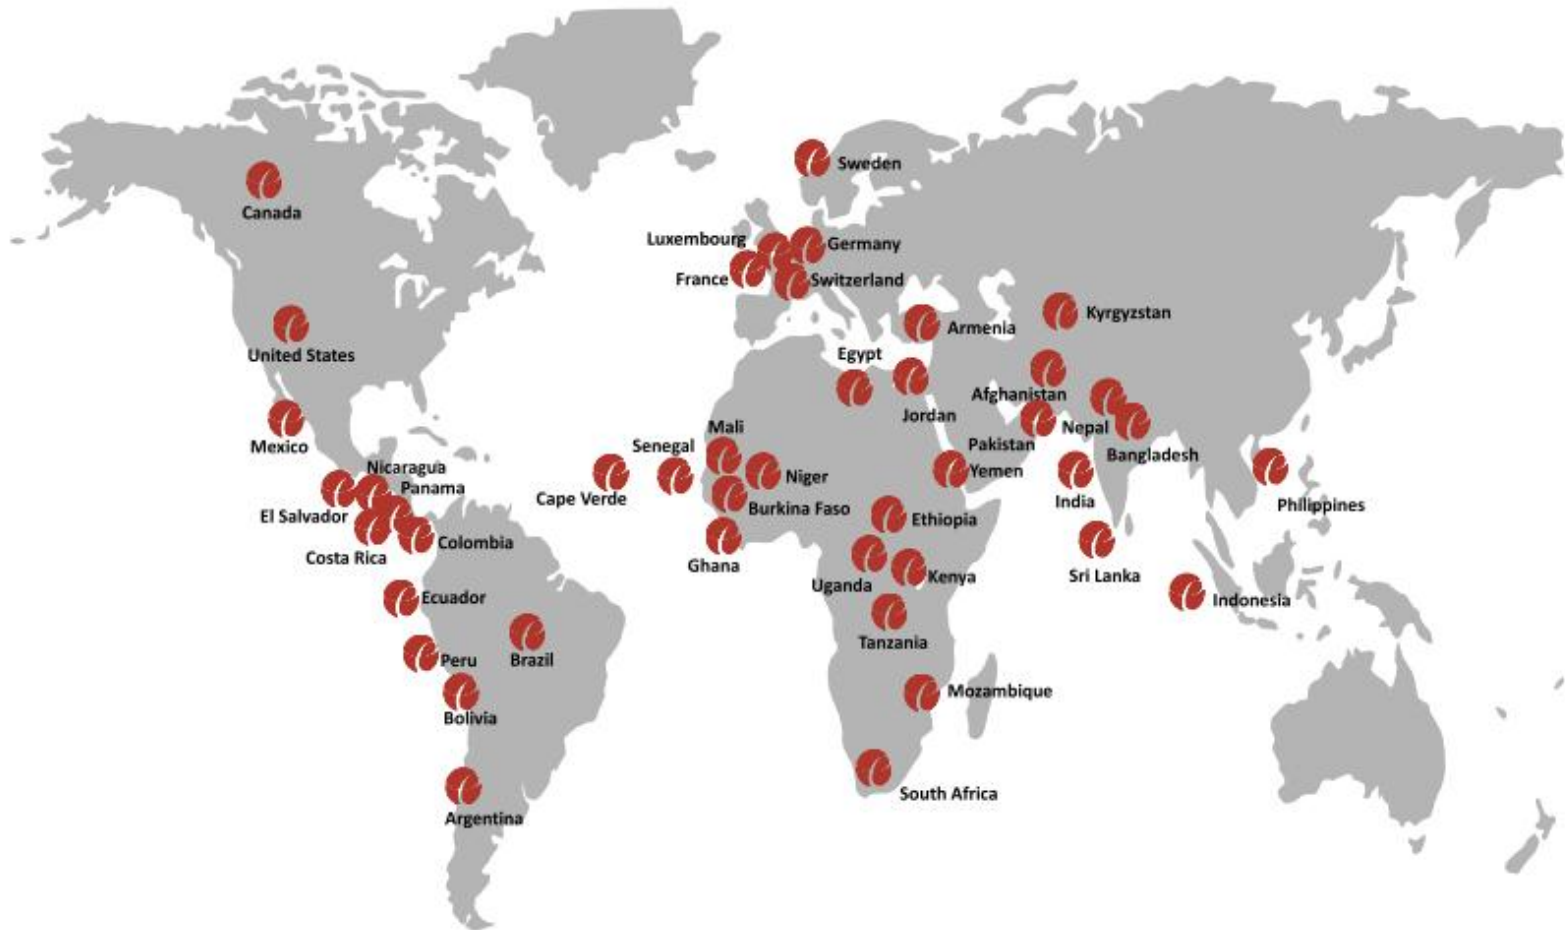 Sweden
Canada
Luxembourg
Germany
France
Switzerland
Kyrgyzstan
Armenia
United States
Egypt
Afghanistan
Jordan
Mexico
Mali
Nepal
Senegal
Pakistan
Bangladesh
Nicaragua
Yemen
Niger
Panama
Cape Verde
India
Philippines
Burkina Faso
El Salvador
Ethiopia
Colombia
Costa Rica
Ghana
Kenya
Sri Lanka
Uganda
Ecuador
Indonesia
Tanzania
Peru
Brazil
Mozambique
Bolivia
South Africa
Argentina